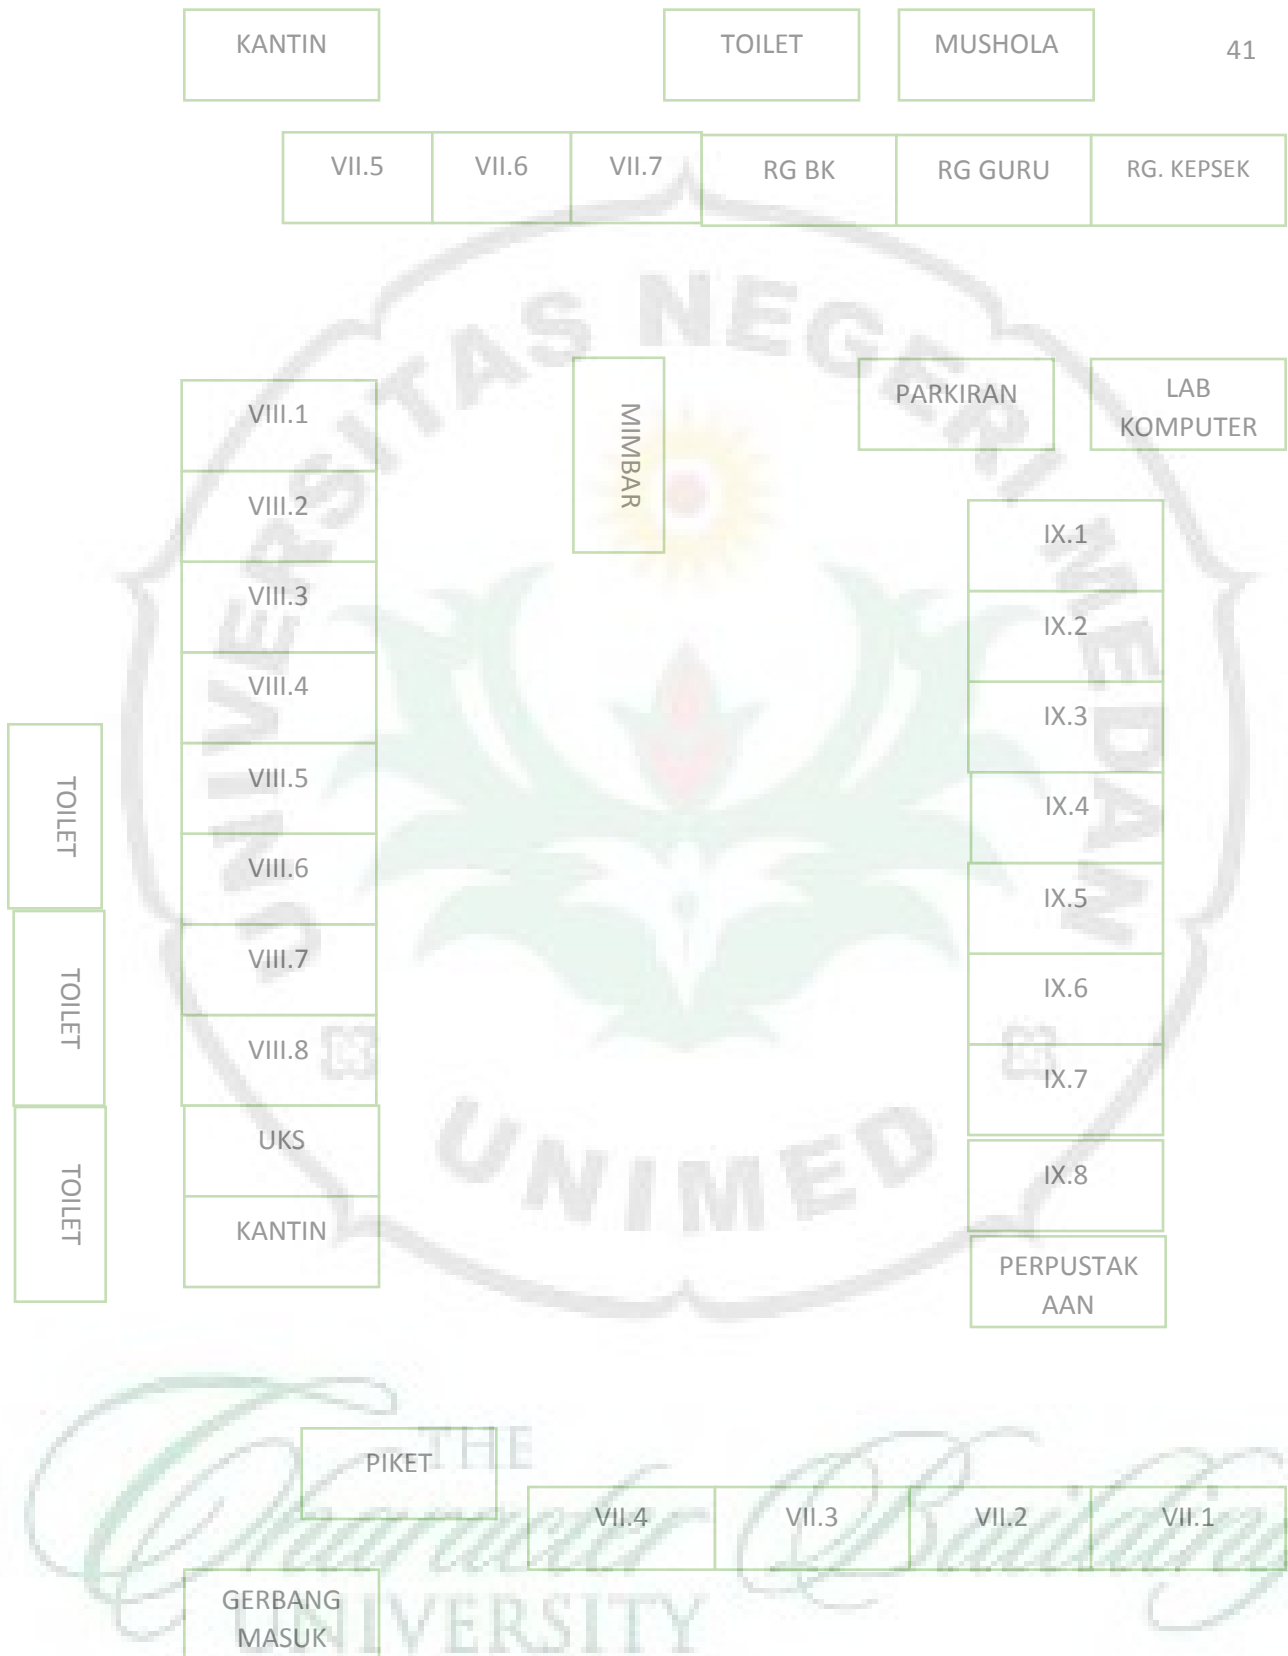 KANTIN
TOILET
MUSHOLA
41
VII.5
VII.6
VII.7
RG BK
RG GURU
RG. KEPSEK
MIMBAR
PARKIRAN
LAB
KOMPUTER
VIII.1
VIII.2
VIII.3
VIII.4
VIII.5
VIII.6
VIII.7
VIII.8
UKS
KANTIN
TOILET
TOILET
TOILET
IX.1
IX.2
IX.3
IX.4
IX.5
IX.6
IX.7
IX.8
PERPUSTAK
AAN
PIKET
VII.4
VII.3
VII.2
VII.1
GERBANG
MASUK
UNIVERSITAS NEGERI MEDAN
UNIMED
THE
Character Building
UNIVERSITY